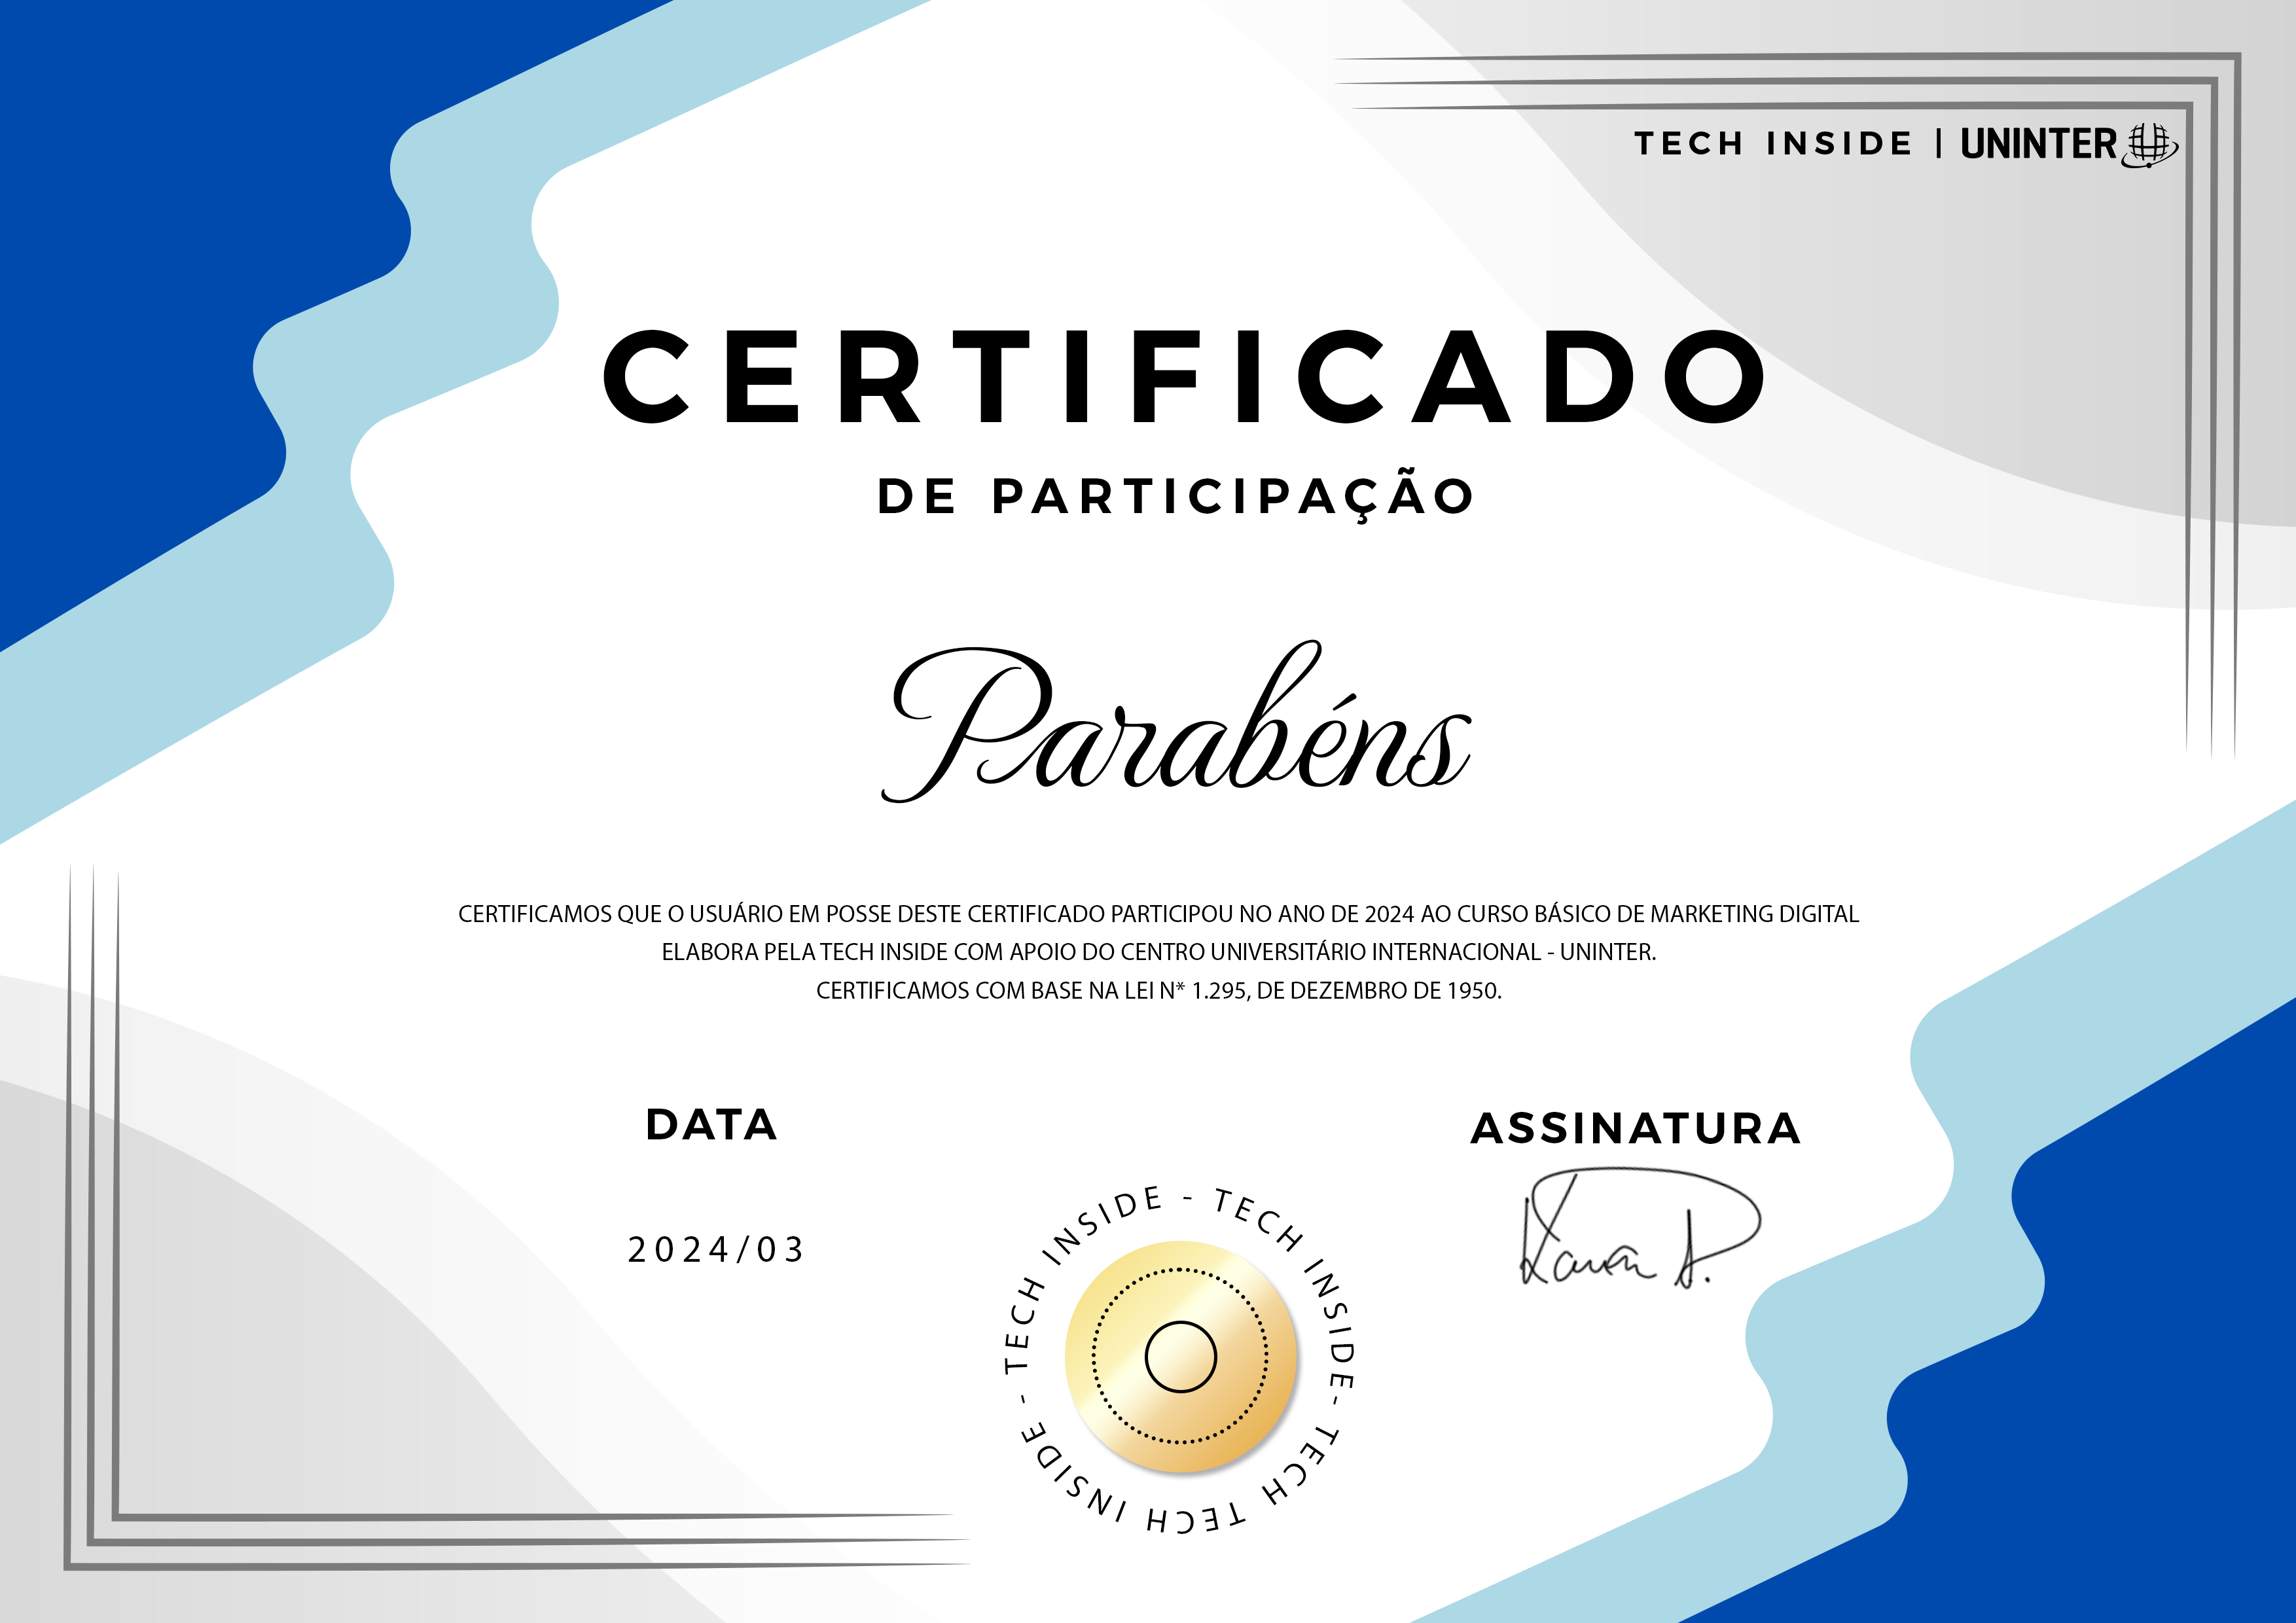 TECH INSIDE | UNINTER
CERTIFICADO
DE PARTICIPAÇÃO
Parabéns
CERTIFICAMOS QUE O USUÁRIO EM POSSE DESTE CERTIFICADO PARTICIPOU NO ANO DE 2024 AO CURSO BÁSICO DE MARKETING DIGITAL
ELABORA PELA TECH INSIDE COM APOIO DO CENTRO UNIVERSITÁRIO INTERNACIONAL - UNINTER.
CERTIFICAMOS COM BASE NA LEI N* 1.295, DE DEZEMBRO DE 1950.
DATA
ASSINATURA
2024/03
TECH INSIDE - TECH INSIDE- TECH TECH INSIDE -